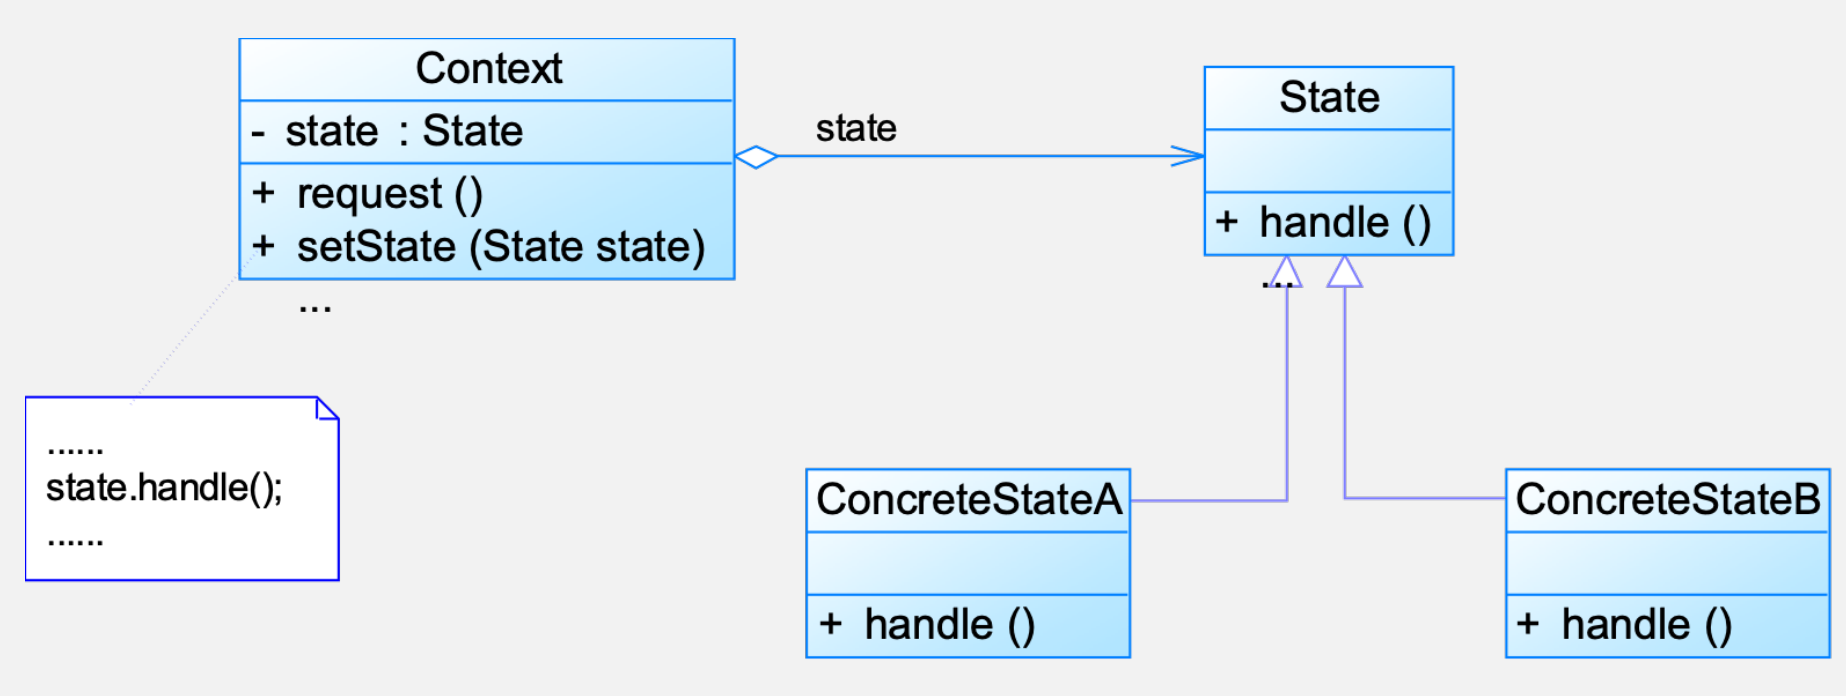 Context
- state : State
+ request ()
+ setState (State state)
...
state
State
+ handle ()
...
......
state.handle();
......
ConcreteStateA
+ handle ()
ConcreteStateB
+ handle ()